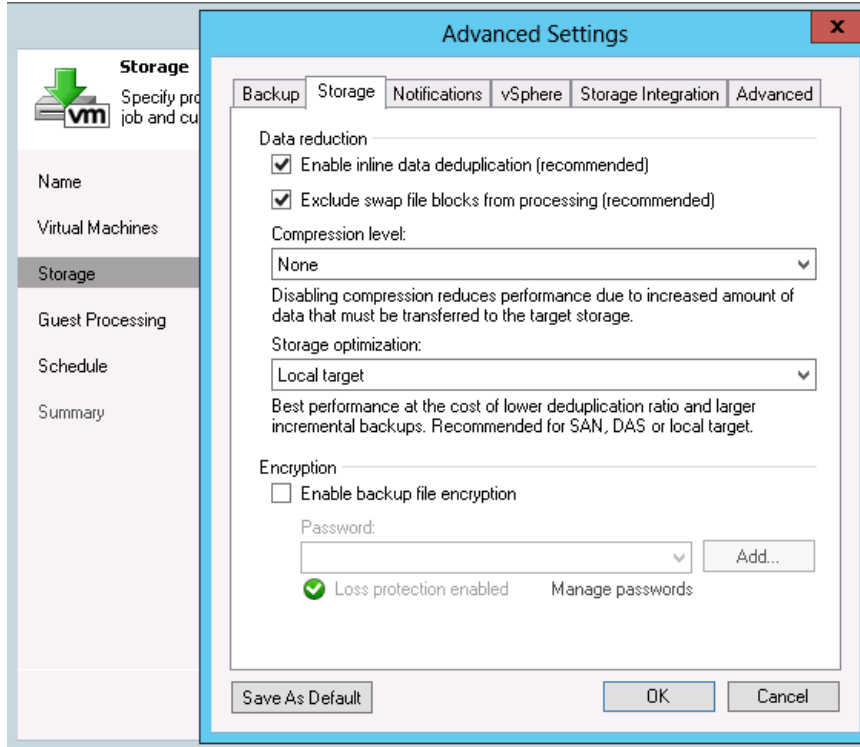 Advanced Settings
x
Storage
Specify pro
job and cu
vm
Name
Virtual Machines
Storage
Guest Processing
Schedule
Summary
Backup Storage Notifications vSphere Storage Integration Advanced
Data reduction
Enable inline data deduplication (recommended)
Exclude swap file blocks from processing (recommended)
Compression level:
None
Disabling compression reduces performance due to increased amount of
data that must be transferred to the target storage.
Storage optimization:
Local target
Best performance at the cost of lower deduplication ratio and larger
incremental backups. Recommended for SAN, DAS or local target.
Encryption
Enable backup file encryption
Password:
Add...
Loss protection enabled Manage passwords
Save As Default OK Cancel